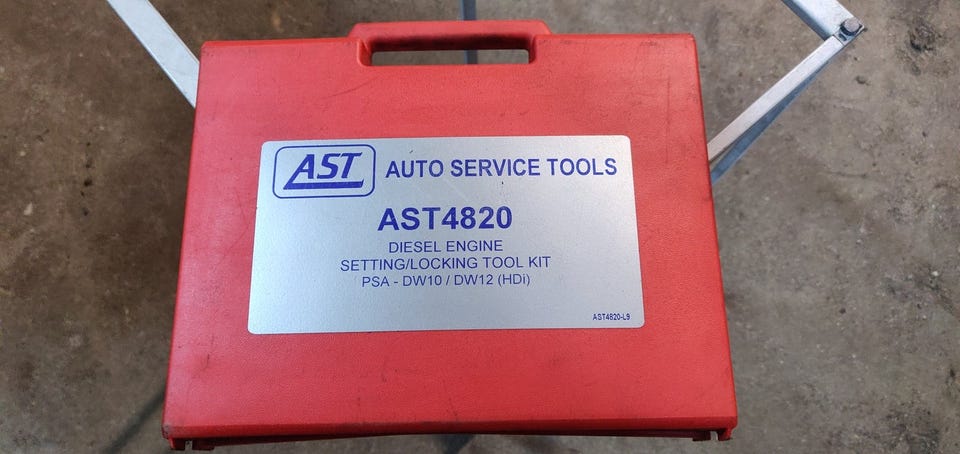 AST AUTO SERVICE TOOLS
AST4820
DIESEL ENGINE
SETTING/LOCKING TOOL KIT
PSA - DW10 / DW12 (HDi)
AST4820-L9